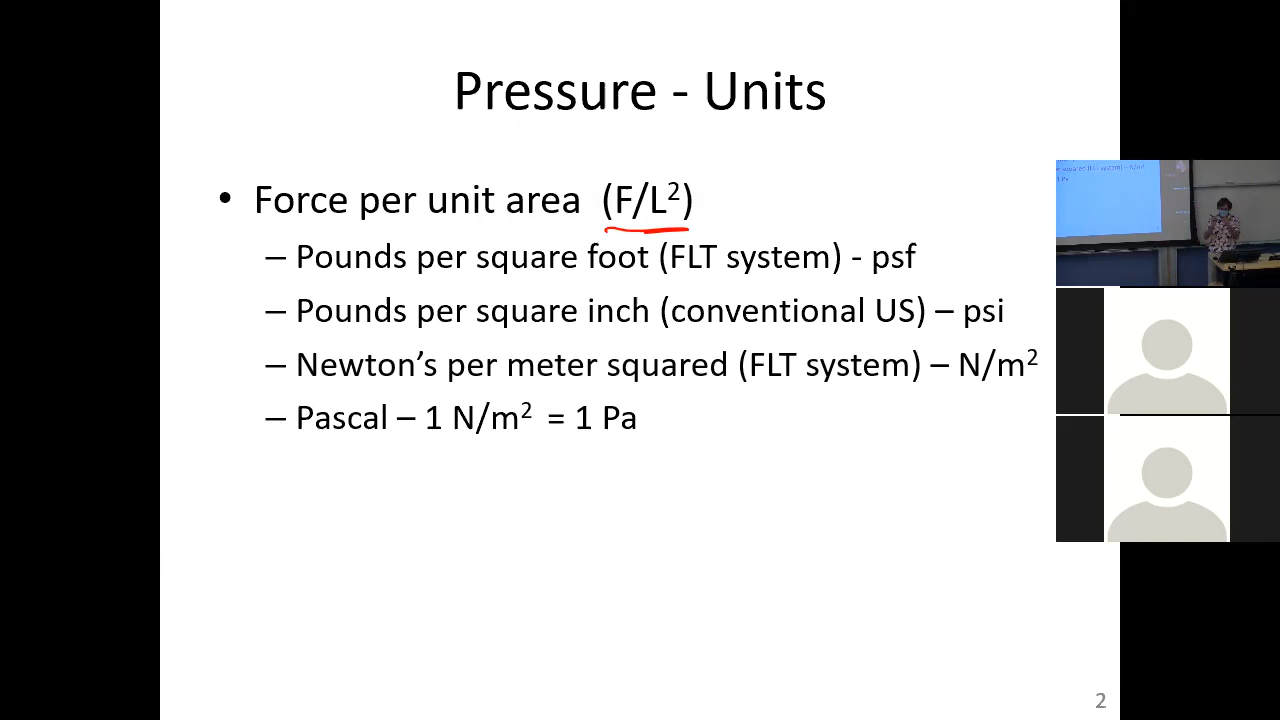 Pressure - Units
• Force per unit area (F/L²)
– Pounds per square foot (FLT system) - psf
– Pounds per square inch (conventional US) – psi
– Newton’s per meter squared (FLT system) – N/m²
– Pascal – 1 N/m² = 1 Pa
2